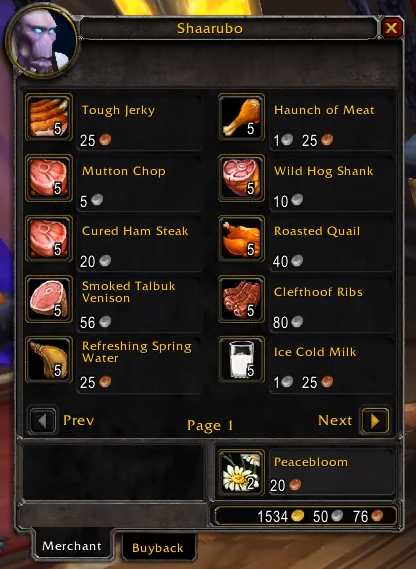 Shaarubo
5
Tough Jerky
25
5
Haunch of Meat
1 25
5
Mutton Chop
5
5
Wild Hog Shank
10
5
Cured Ham Steak
20
5
Roasted Quail
40
5
Smoked Talbuk
Venison
56
5
Clefthoof Ribs
80
5
Refreshing Spring
Water
25
5
Ice Cold Milk
1 25
Prev
Page 1
Next
2
Peacebloom
20
1534 50 76
Merchant
Buyback